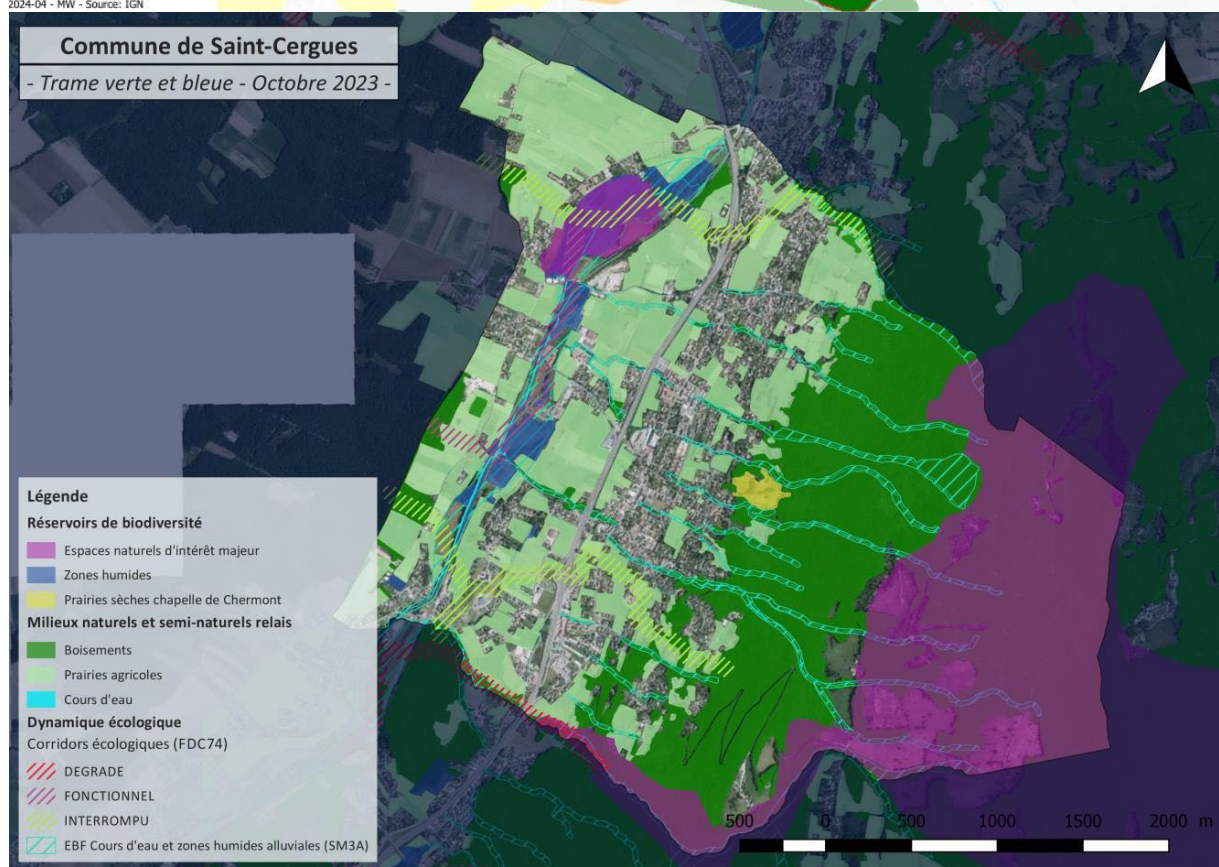 2024-04 - MW - Source: IGN
Commune de Saint-Cergues
- Trame verte et bleue - Octobre 2023 -
Légende
Réservoirs de biodiversité
Espaces naturels d'intérêt majeur
Zones humides
Prairies sèches chapelle de Chermont
Milieux naturels et semi-naturels relais
Boisements
Prairies agricoles
Cours d'eau
Dynamique écologique
Corridors écologiques (FDC74)
DEGRADE
FONCTIONNEL
INTERROMPU
EBF Cours d'eau et zones humides alluviales (SM3A)
500 0 500 1000 1500 2000 m